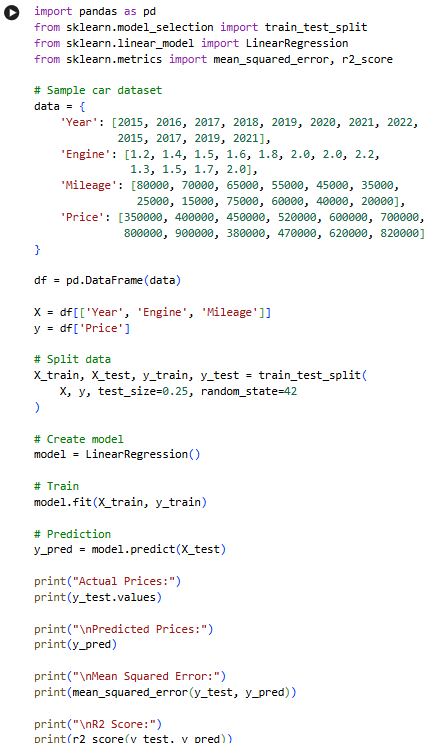 import pandas as pd
from sklearn.model_selection import train_test_split
from sklearn.linear_model import LinearRegression
from sklearn.metrics import mean_squared_error, r2_score

# Sample car dataset
data = {
    'Year': [2015, 2016, 2017, 2018, 2019, 2020, 2021, 2022,
             2015, 2017, 2019, 2021],
    'Engine': [1.2, 1.4, 1.5, 1.6, 1.8, 2.0, 2.0, 2.2,
               1.3, 1.5, 1.7, 2.0],
    'Mileage': [80000, 70000, 65000, 55000, 45000, 35000,
                25000, 15000, 75000, 60000, 40000, 20000],
    'Price': [350000, 400000, 450000, 520000, 600000, 700000,
              800000, 900000, 380000, 470000, 620000, 820000]
}

df = pd.DataFrame(data)

X = df[['Year', 'Engine', 'Mileage']]
y = df['Price']

# Split data
X_train, X_test, y_train, y_test = train_test_split(
    X, y, test_size=0.25, random_state=42
)

# Create model
model = LinearRegression()

# Train
model.fit(X_train, y_train)

# Prediction
y_pred = model.predict(X_test)

print("Actual Prices:")
print(y_test.values)

print("\nPredicted Prices:")
print(y_pred)

print("\nMean Squared Error:")
print(mean_squared_error(y_test, y_pred))

print("\nR2 Score:")
print(r2_score(y_test, y_pred))